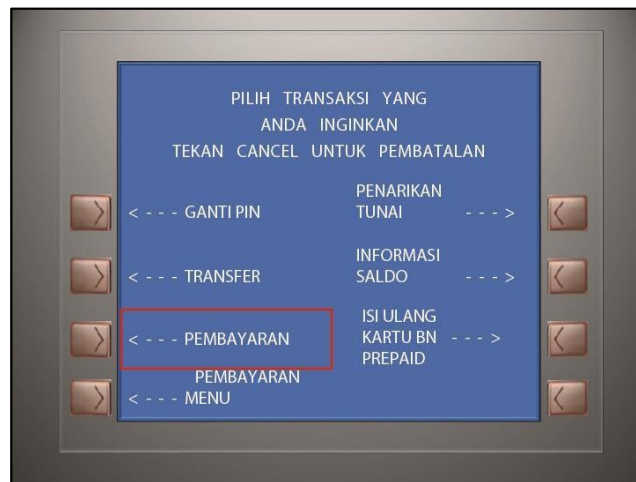 PILIH TRANSAKSI YANG
ANDA INGINKAN
TEKAN CANCEL UNTUK PEMBATALAN
< - - - GANTI PIN
PENARIKAN
TUNAI - - - >
< - - - TRANSFER
INFORMASI
SALDO - - - >
< - - - PEMBAYARAN
ISI ULANG
KARTU BN - - - >
PREPAID
PEMBAYARAN
< - - - MENU